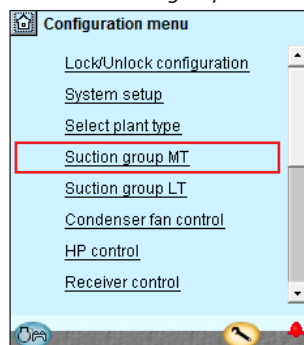 Configuration menu
Lock/Unlock configuration
System setup
Select plant type
Suction group MT
Suction group LT
Condenser fan control
HP control
Receiver control